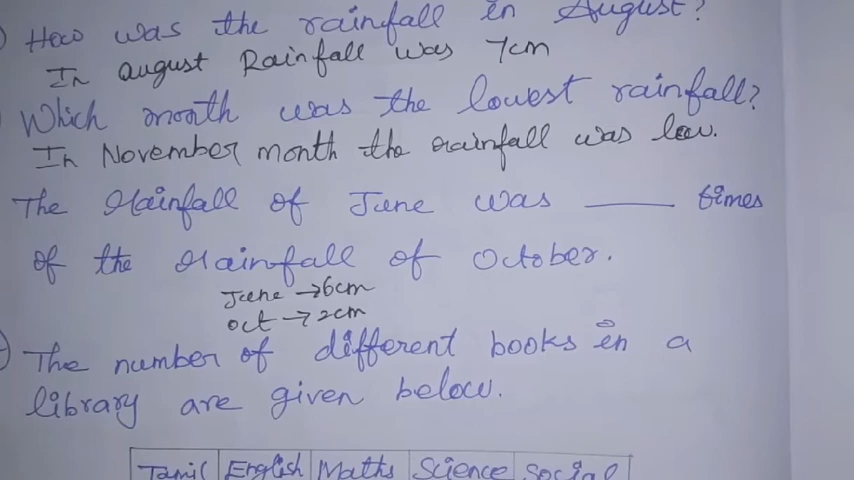 How was the rainfall in August?
In august Rainfall was 7cm
Which month was the lowest rainfall?
In November month the rainfall was low.
The rainfall of June was ______ times
of the rainfall of October.
June → 6cm
oct → 2cm
The number of different books in a
library are given below.
Tamil English Maths Science Social